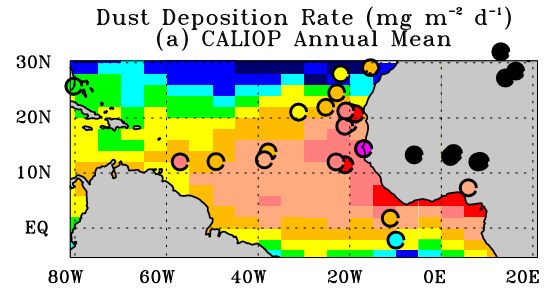 Dust Deposition Rate (mg m⁻² d⁻¹)
(a) CALIOP Annual Mean
30N
20N
10N
EQ
80W 60W 40W 20W 0E 20E